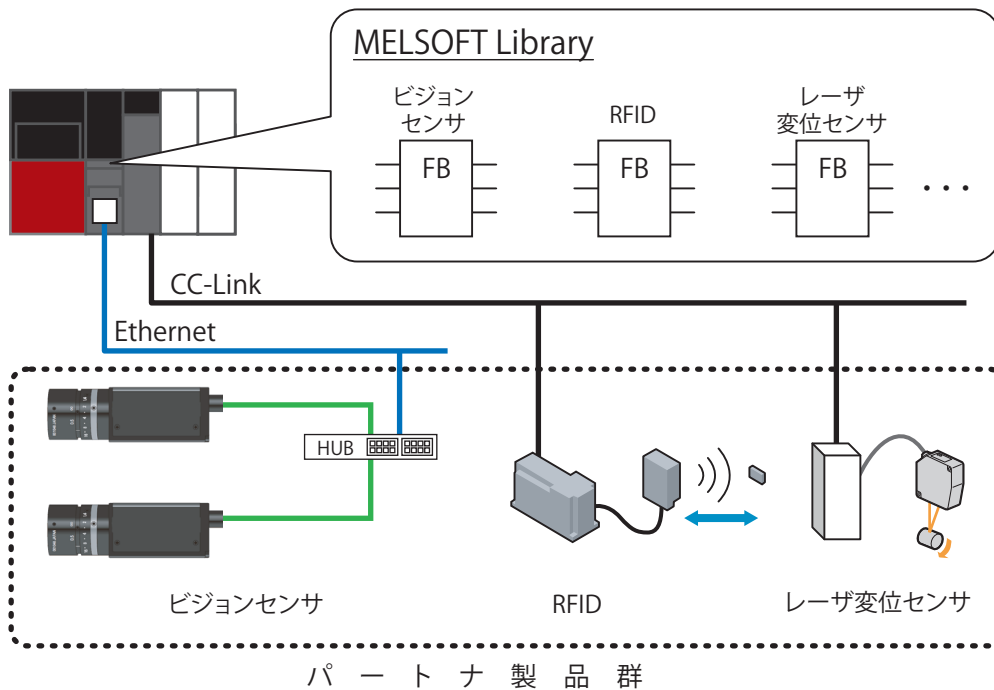 MELSOFT Library
ビジョン
センサ
RFID
レーザ
変位センサ
FB
FB
FB
・・・
CC-Link
Ethernet
HUB
ビジョンセンサ
RFID
レーザ変位センサ
パートナ製品群